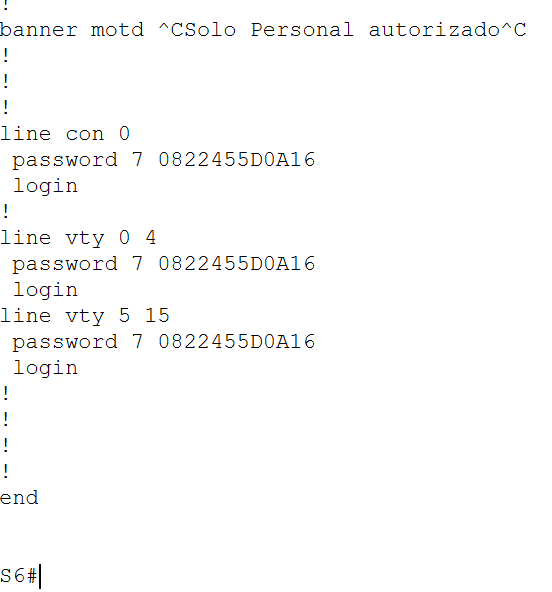 !
banner motd ^CSolo Personal autorizado^C
!
!
!
line con 0
 password 7 0822455D0A16
 login
!
line vty 0 4
 password 7 0822455D0A16
 login
line vty 5 15
 password 7 0822455D0A16
 login
!
!
!
!
end
S6#